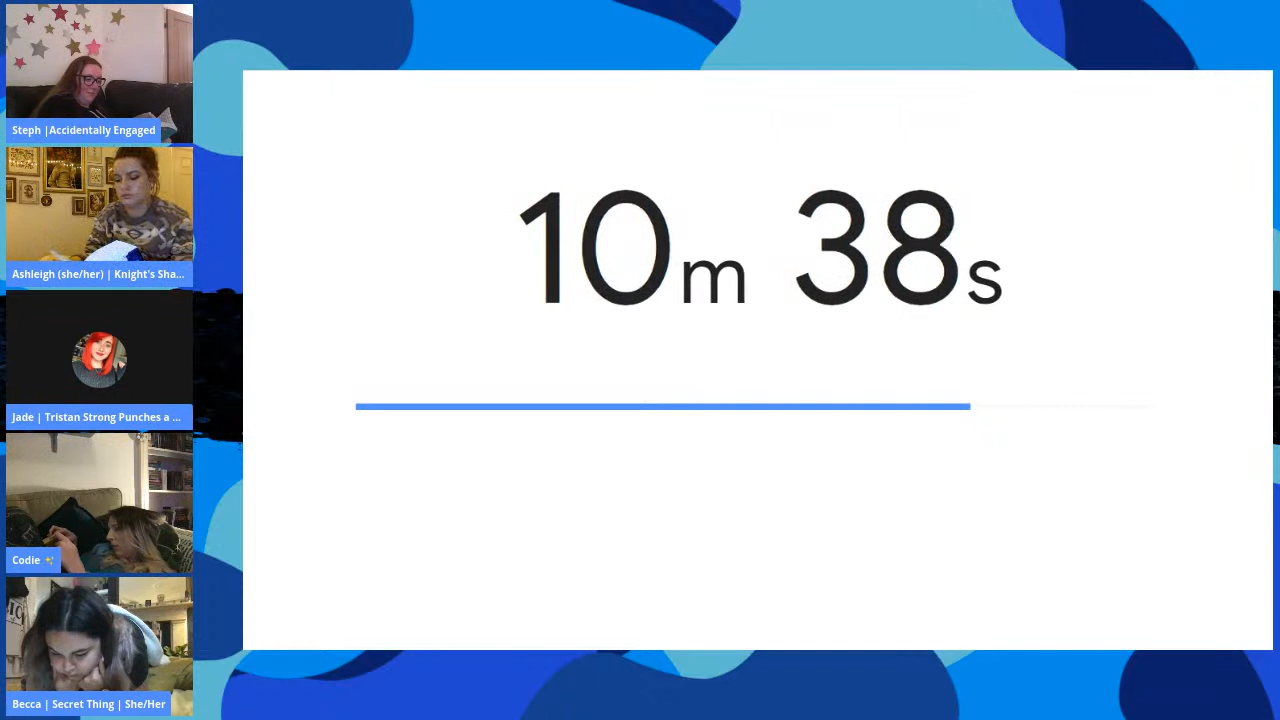 Steph |Accidentally Engaged
10m 38s
Ashleigh (she/her) | Knight's Sha...
Jade | Tristan Strong Punches a ...
Codie ✨
Becca | Secret Thing | She/Her